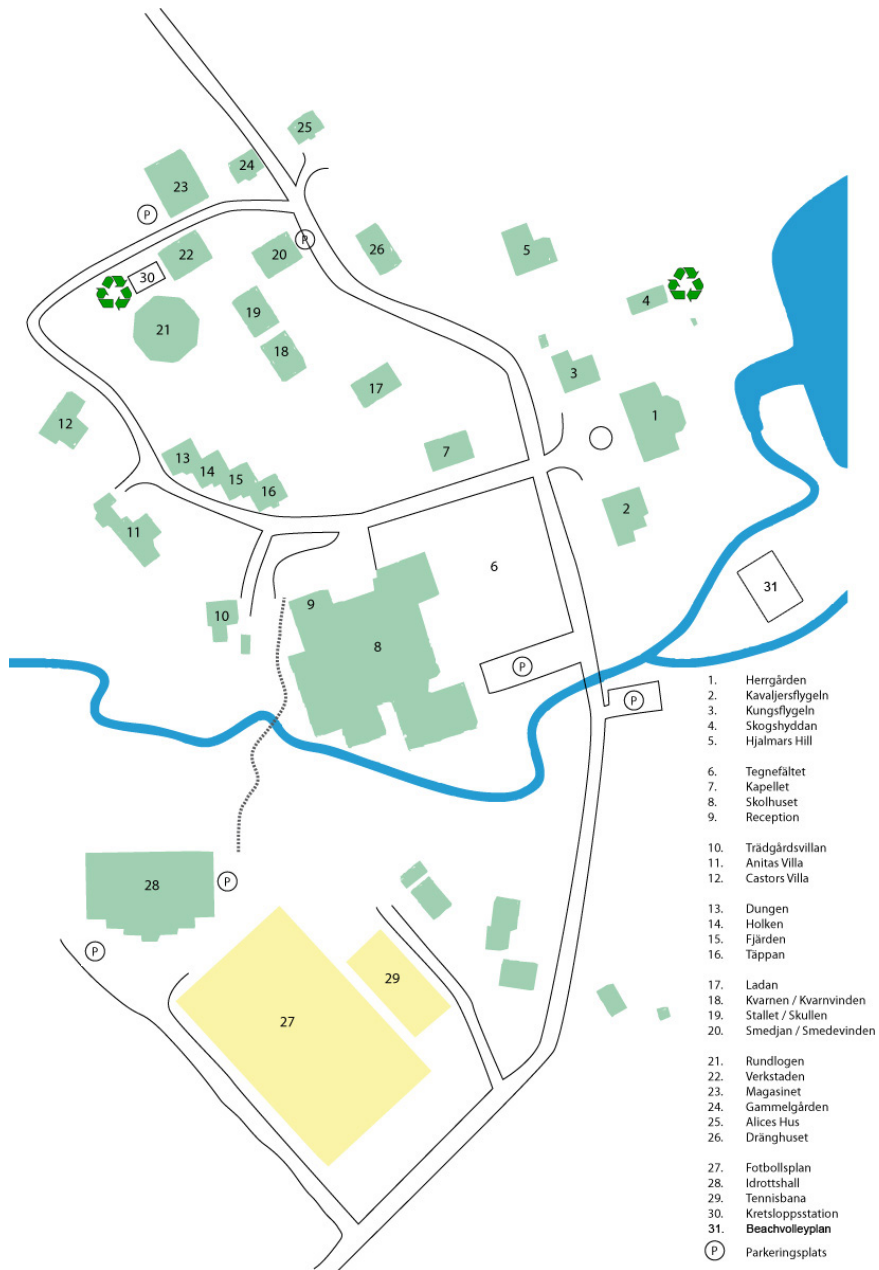 25
24
23
P
P
22
20
26
5
30
4
19
21
18
3
17
12
1
13
7
14
15
16
2
11
6
31
9
10
8
P
P
1. Herrgården
2. Kavaljersflygeln
3. Kungsflygeln
4. Skogshyddan
5. Hjalmars Hill
6. Tegnefältet
7. Kapellet
8. Skolhuset
9. Reception
10. Trädgårdsvillan
11. Anitas Villa
12. Castors Villa
13. Dungen
14. Holken
15. Fjärden
16. Täppan
17. Ladan
18. Kvarnen / Kvarnvinden
19. Stallet / Skullen
20. Smedjan / Smedevinden
21. Rundlogen
22. Verkstaden
23. Magasinet
24. Gammelgården
25. Alices Hus
26. Dränghuset
27. Fotbollsplan
28. Idrottshall
29. Tennisbana
30. Kretsloppsstation
31. Beachvolleyplan
P Parkeringsplats
28
P
P
29
27